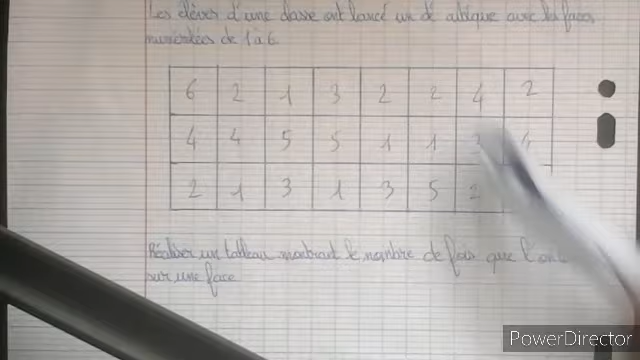 Les élèves d'une classe ont lancé un dé cubique avec les faces
numérotées de 1 à 6
6 2 1 3 2 2 4 2
4 4 5 5 1 1
2 1 3 1 3 5 2
Réaliser un tableau montrant le nombre de fois que l'on
sur une face
PowerDirector